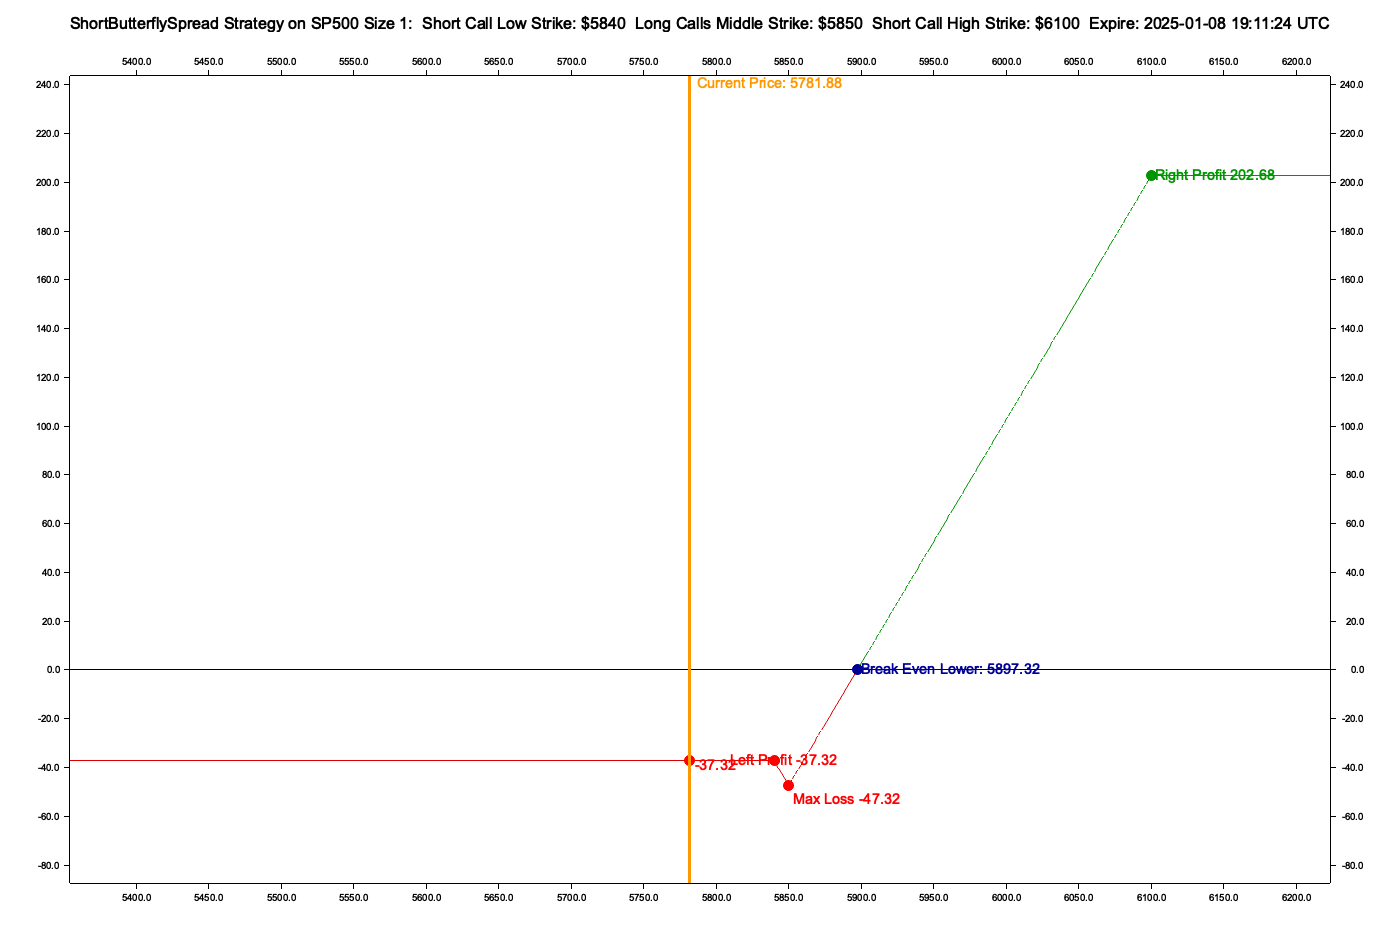 ShortButterflySpread Strategy on SP500 Size 1:  Short Call Low Strike: $5840  Long Calls Middle Strike: $5850  Short Call High Strike: $6100  Expire: 2025-01-08 19:11:24 UTC
5400.0 5450.0 5500.0 5550.0 5600.0 5650.0 5700.0 5750.0 5800.0 5850.0 5900.0 5950.0 6000.0 6050.0 6100.0 6150.0 6200.0
Current Price: 5781.88
240.0 240.0
220.0 220.0
200.0 200.0
Right Profit 202.68
180.0 180.0
160.0 160.0
140.0 140.0
120.0 120.0
100.0 100.0
80.0 80.0
60.0 60.0
40.0 40.0
20.0 20.0
0.0 0.0
Break Even Lower: 5897.32
-20.0 -20.0
-37.32
Left Profit -37.32
-40.0 -40.0
Max Loss -47.32
-60.0 -60.0
-80.0 -80.0
5400.0 5450.0 5500.0 5550.0 5600.0 5650.0 5700.0 5750.0 5800.0 5850.0 5900.0 5950.0 6000.0 6050.0 6100.0 6150.0 6200.0